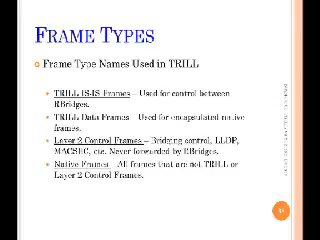 FRAME TYPES
Frame Type Names Used in TRILL
TRILL IS-IS Frames – Used for control between
RBridges.
TRILL Data Frames – Used for encapsulated native
frames.
Layer 2 Control Frames – Bridging control, LLDP,
MACSEC, etc. Never forwarded by RBridges.
Native Frames – All frames that are not TRILL or
Layer 2 Control Frames.